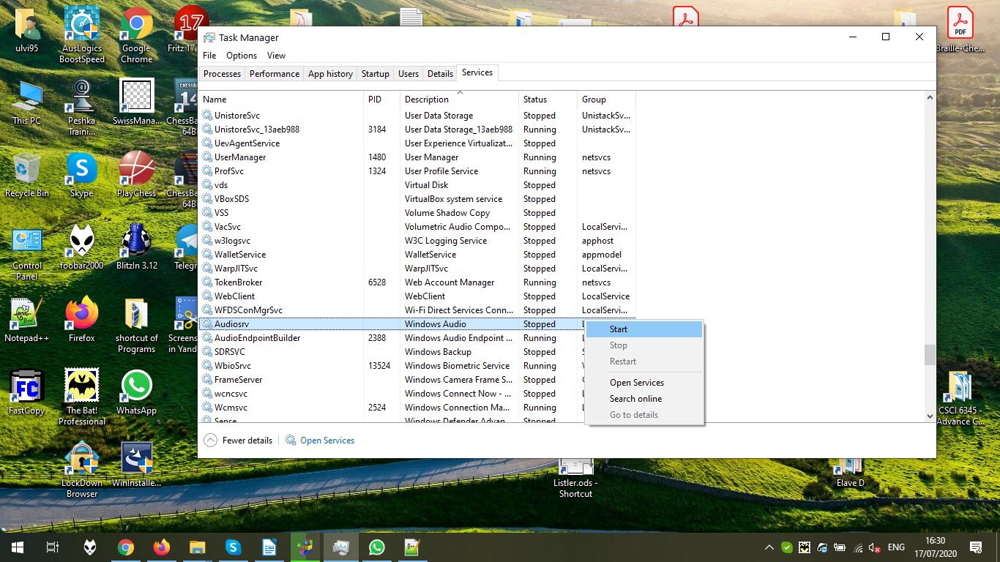 ulvi95
AusLogics
BoostSpeed
Google
Chrome
17
Fritz 17
PDF
Braille-Che...
Task Manager
File Options View
Processes Performance App history Startup Users Details Services
Name PID Description Status Group
UnistoreSvc User Data Storage Stopped UnistackSv...
UnistoreSvc_13aeb988 3184 User Data Storage_13aeb988 Running UnistackSv...
UevAgentService User Experience Virtualizat... Stopped
UserManager 1480 User Manager Running netsvcs
ProfSvc 1324 User Profile Service Running netsvcs
vds Virtual Disk Stopped
VBoxSDS VirtualBox system service Stopped
VSS Volume Shadow Copy Stopped
VacSvc Volumetric Audio Compo... Stopped LocalServi...
w3logsvc W3C Logging Service Stopped apphost
WalletService WalletService Stopped appmodel
WarpJITSvc WarpJITSvc Stopped LocalServi...
TokenBroker 6528 Web Account Manager Running netsvcs
WebClient WebClient Stopped LocalService
WFDSConMgrSvc Wi-Fi Direct Services Conn... Stopped LocalServi...
Audiosrv Windows Audio Stopped L
AudioEndpointBuilder 2388 Windows Audio Endpoint ... Running L
SDRSVC Windows Backup Stopped S
WbioSrvc 13524 Windows Biometric Service Running W
FrameServer Windows Camera Frame S... Stopped C
wcncsvc Windows Connect Now - ... Stopped L
Wcmsvc 2524 Windows Connection Ma... Running L
Sense Windows Defender Advan... Stopped
Start
Stop
Restart
Open Services
Search online
Go to details
Fewer details Open Services
This PC
Peshka
Traini...
SwissMana...
CHESSBA
14
ChessBa
64B
Recycle Bin
Skype
PlayChess
ChessBa
64B
Control
Panel
foobar2000
BlitzIn 3.12
Telegr
Notepad++
Firefox
shortcut of
Programs
Screens
in Yand
FC
FastCopy
The Bat!
Professional
WhatsApp
LockDown
Browser
WinInstalle...
Listler.ods -
Shortcut
CSCI 6345 -
Advance C...
Elave D
ENG
16:30
17/07/2020